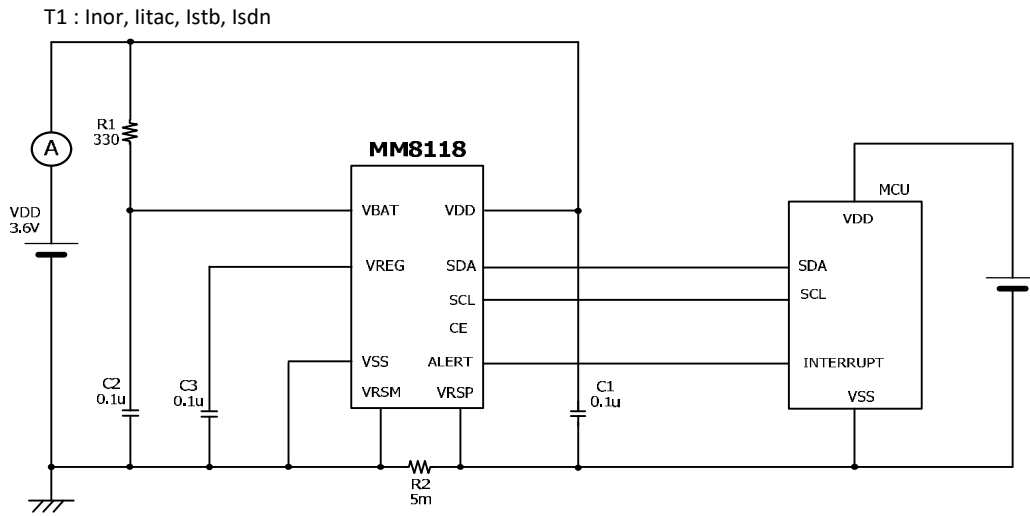 T1 : Inor, Iitac, Istb, Isdn
R1
330
A
MM8118
MCU
VDD
3.6V
VBAT
VDD
VDD
VREG
SDA
SDA
SCL
SCL
CE
VSS
ALERT
INTERRUPT
C2
0.1u
C3
0.1u
VRSM
VRSP
C1
0.1u
VSS
R2
5m